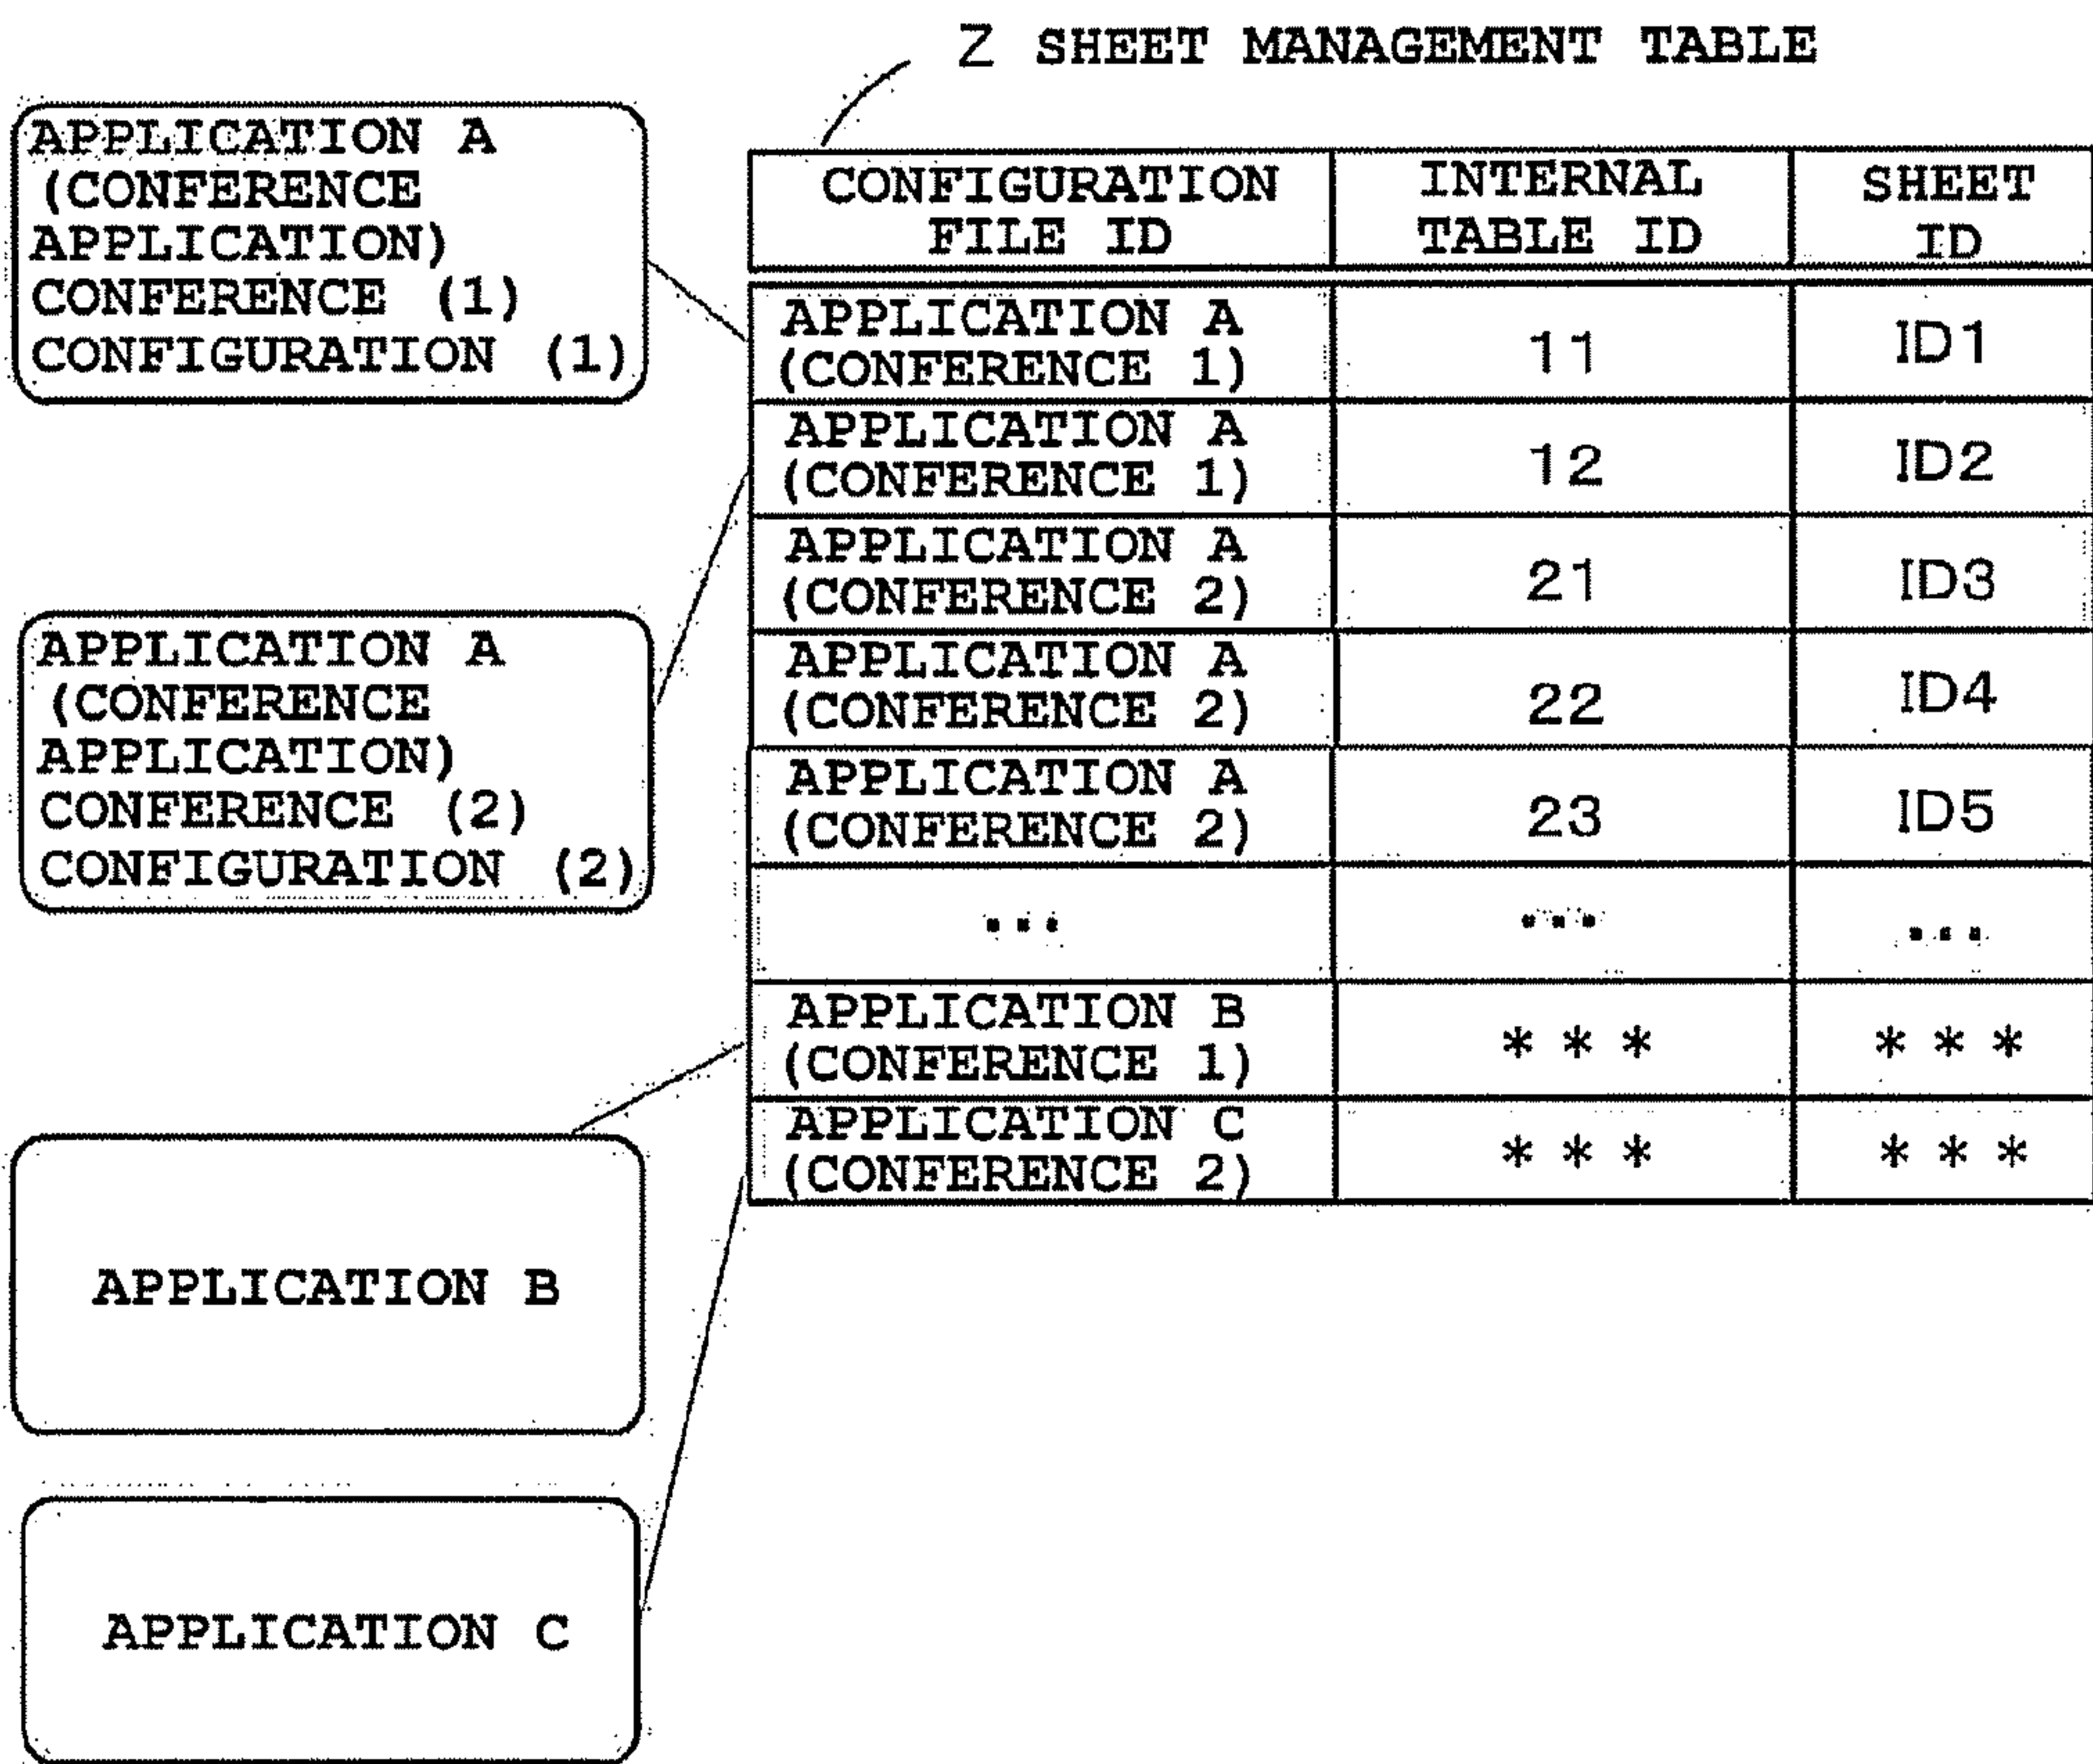 Z SHEET MANAGEMENT TABLE
APPLICATION A
(CONFERENCE
APPLICATION)
CONFERENCE (1)
CONFIGURATION (1)
APPLICATION A
(CONFERENCE
APPLICATION)
CONFERENCE (2)
CONFIGURATION (2)
APPLICATION B
APPLICATION C
CONFIGURATION INTERNAL SHEET
FILE ID TABLE ID ID
APPLICATION A
(CONFERENCE 1) 11 ID1
APPLICATION A
(CONFERENCE 1) 12 ID2
APPLICATION A
(CONFERENCE 2) 21 ID3
APPLICATION A
(CONFERENCE 2) 22 ID4
APPLICATION A
(CONFERENCE 2) 23 ID5
... ... ...
APPLICATION B
(CONFERENCE 1) * * * * * *
APPLICATION C
(CONFERENCE 2) * * * * * *